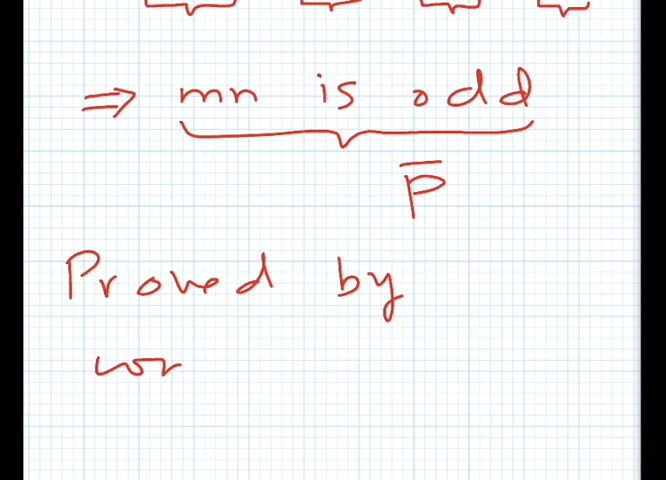 ⇒ mn is odd
P̅
Proved by